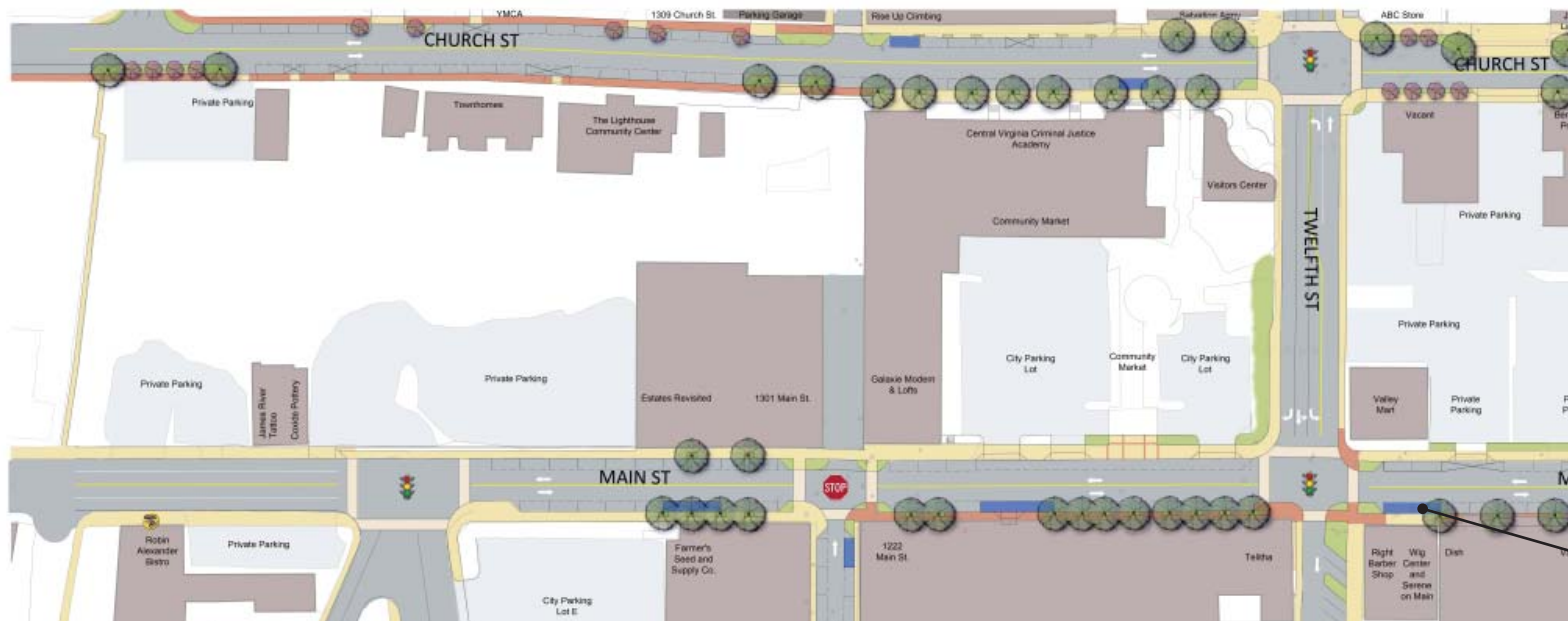 YMCA
1309 Church St.
Parking Garage
Rise Up Climbing
Salvation Army
ABC Store
CHURCH ST
CHURCH ST
Private Parking
Townhomes
The Lighthouse
Community Center
Central Virginia Criminal Justice
Academy
Visitors Center
Vacant
Community Market
Private Parking
TWELFTH ST
Private Parking
Private Parking
James River
Tattoo
Coxide Pottery
Private Parking
Estates Revisited
1301 Main St.
Galaxie Modern
& Lofts
City Parking
Lot
Community
Market
City Parking
Lot
Valley
Mart
Private
Parking
MAIN ST
STOP
Robin
Alexander
Bistro
Private Parking
City Parking
Lot E
Farmer's
Seed and
Supply Co.
1222
Main St.
Telitha
Right
Barber
Shop
Wig
Center
and
Serene
on Main
Dish